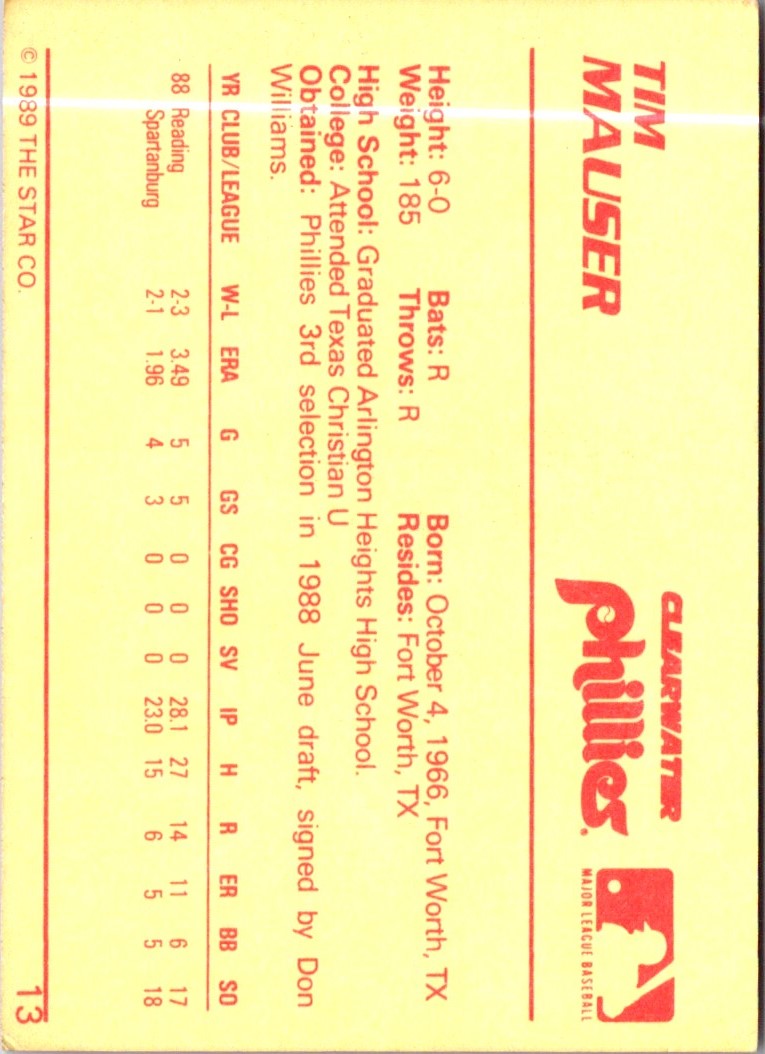 TIM
MAUSER
CLEARWATER
Phillies
MAJOR LEAGUE BASEBALL
Height: 6-0 Bats: R Born: October 4, 1966, Fort Worth, TX
Weight: 185 Throws: R Resides: Fort Worth, TX
High School: Graduated Arlington Heights High School.
College: Attended Texas Christian U
Obtained: Phillies 3rd selection in 1988 June draft, signed by Don
Williams.
YR CLUB/LEAGUE W-L ERA G GS CG SHO SV IP H R ER BB SO
88 Reading 2-3 3.49 5 5 0 0 0 28.1 27 14 11 6 17
Spartanburg 2-1 1.96 4 3 0 0 0 23.0 15 6 5 5 18
© 1989 THE STAR CO.
13